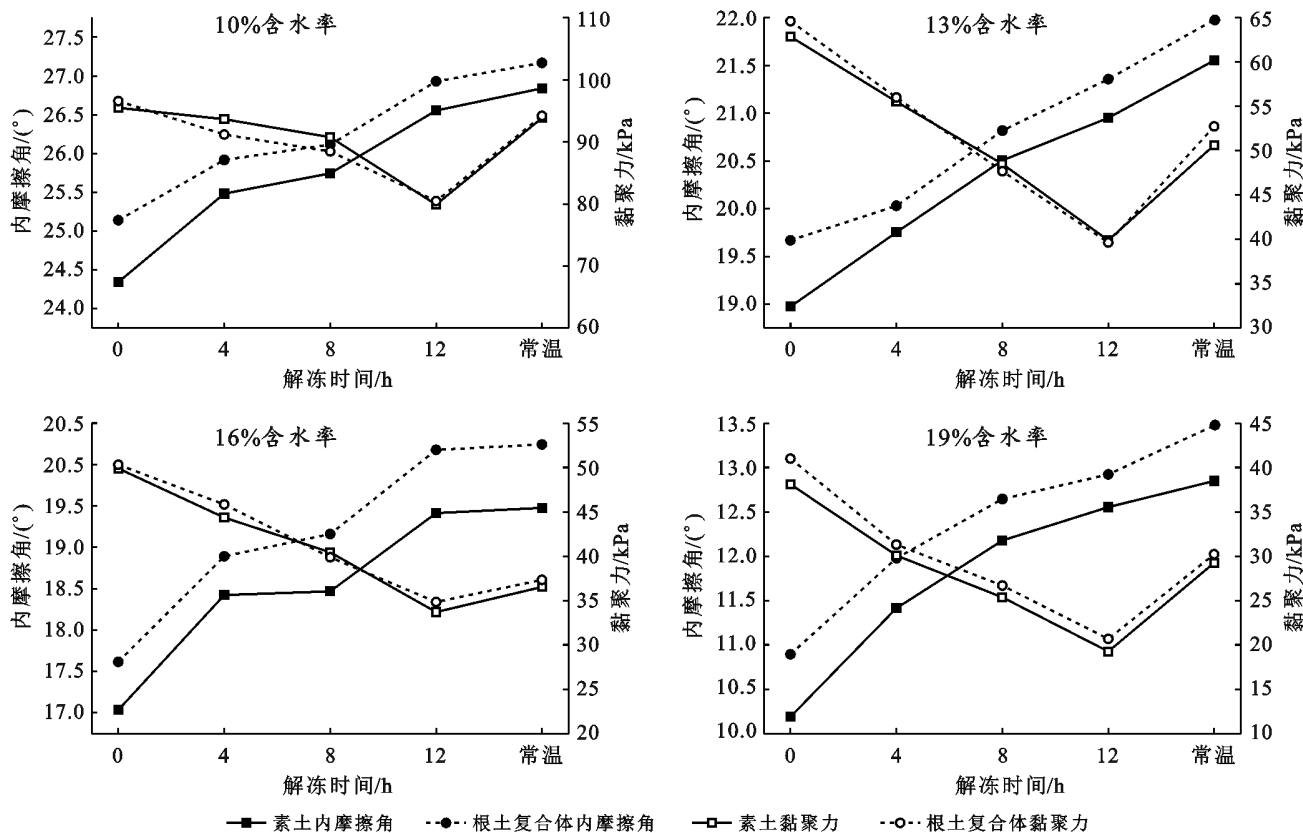 10%含水率
27.5
27.0
26.5
26.0
25.5
25.0
24.5
24.0
内摩擦角/(°)
110
100
90
80
70
60
黏聚力/kPa
0 4 8 12 常温
解冻时间/h
13%含水率
22.0
21.5
21.0
20.5
20.0
19.5
19.0
内摩擦角/(°)
65
60
55
50
45
40
35
30
黏聚力/kPa
0 4 8 12 常温
解冻时间/h
16%含水率
20.5
20.5
19.5
19.0
18.5
18.0
17.5
17.0
内摩擦角/(°)
55
50
45
40
35
30
25
20
黏聚力/kPa
0 4 8 12 常温
解冻时间/h
19%含水率
13.5
13.0
12.5
12.0
11.5
11.0
10.5
10.0
内摩擦角/(°)
45
40
35
30
25
20
15
10
黏聚力/kPa
0 4 8 12 常温
解冻时间/h
素土内摩擦角 根土复合体内摩擦角 素土黏聚力 根土复合体黏聚力